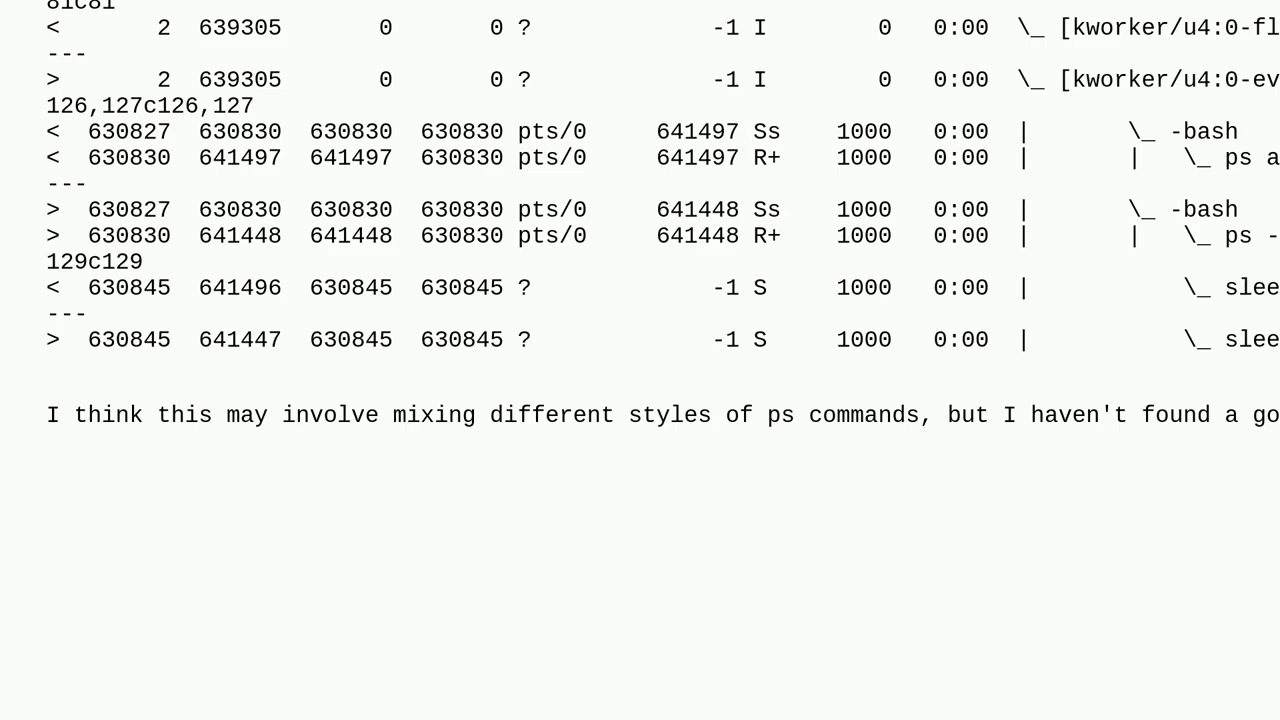 81c81
<       2  639305       0       0 ?             -1 I        0   0:00  \_ [kworker/u4:0-fl
---
>       2  639305       0       0 ?             -1 I        0   0:00  \_ [kworker/u4:0-ev
126,127c126,127
<  630827  630830  630830  630830 pts/0     641497 Ss    1000   0:00  |       \_ -bash
<  630830  641497  641497  630830 pts/0     641497 R+    1000   0:00  |       |   \_ ps a
---
>  630827  630830  630830  630830 pts/0     641448 Ss    1000   0:00  |       \_ -bash
>  630830  641448  641448  630830 pts/0     641448 R+    1000   0:00  |       |   \_ ps -
129c129
<  630845  641496  630845  630845 ?             -1 S     1000   0:00  |           \_ slee
---
>  630845  641447  630845  630845 ?             -1 S     1000   0:00  |           \_ slee
I think this may involve mixing different styles of ps commands, but I haven't found a go